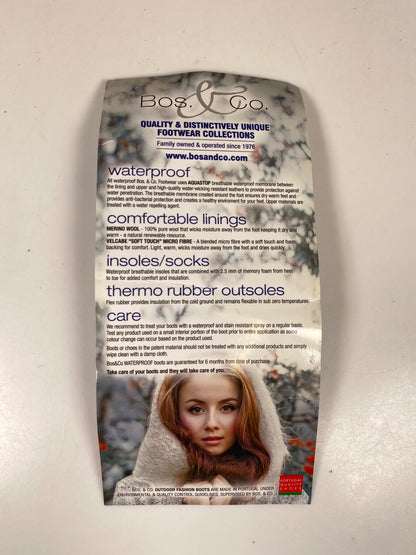 Bos. & Co.
QUALITY & DISTINCTIVELY UNIQUE
FOOTWEAR COLLECTIONS
Family owned & operated since 1976
www.bosandco.com
waterproof
All waterproof Bos. & Co. Footwear uses AQUASTOP breathable waterproof membrane between
the lining and upper and high-quality water-wicking resistant leathers to provide protection against
water penetration. The breathable membrane created around the foot ensures dry warm feet and
provides anti-bacterial protection and creates a healthy environment for your feet. Upper materials are
treated with a water repelling agent.
comfortable linings
MERINO WOOL - 100% pure wool that wicks moisture away from the foot keeping it dry and
warm - a natural renewable resource.
VELCABE "SOFT TOUCH" MICRO FIBRE - A blended micro fibre with a soft touch and foam
backing for comfort. Light, warm, wicks moisture away from the foot and dries quickly.
insoles/socks
Waterproof breathable insoles that are combined with 2.5 mm of memory foam from heel
to toe for added comfort and insulation.
thermo rubber outsoles
Flex rubber provides insulation from the cold ground and remains flexible in sub zero temperatures.
care
We recommend to treat your boots with a waterproof and stain resistant spray on a regular basis.
Test any product used on a small interior portion of the boot prior to entire application as some
colour change can occur based on the product used.
Boots or shoes in the patent material should not be treated with any additional products and simply
wipe clean with a damp cloth.
Bos&Co WATERPROOF boots are guaranteed for 6 months from date of purchase.
Take care of your boots and they will take care of you.
PORTUGAL
QUALITY
SHOES
BOS. & CO. OUTDOOR FASHION BOOTS ARE MADE IN PORTUGAL UNDER
ENVIRONMENTAL & QUALITY CONTROL GUIDELINES, SUPERVISED BY BOS. & CO.